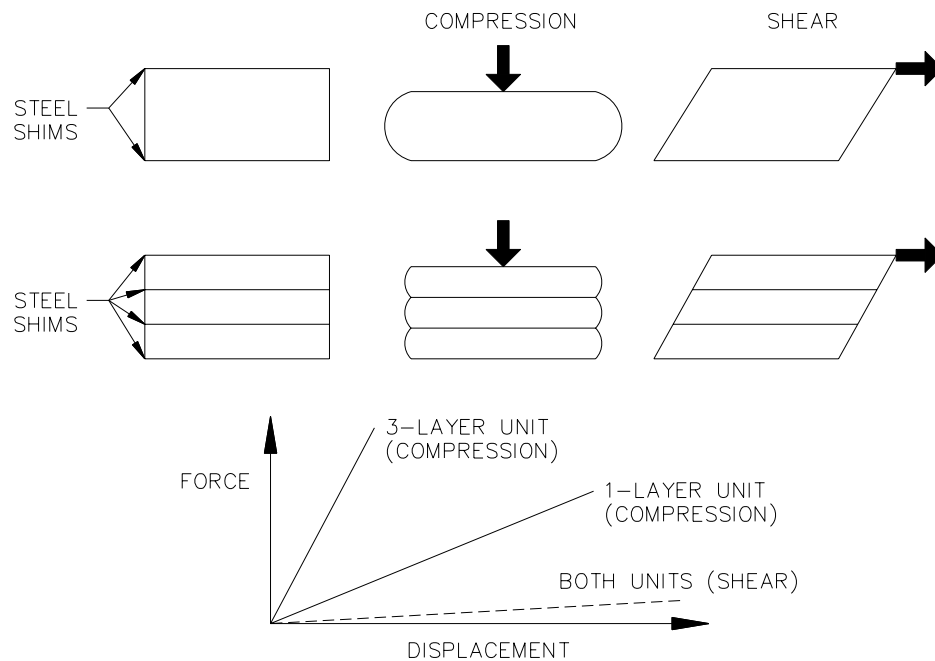 COMPRESSION
SHEAR
STEEL
SHIMS
STEEL
SHIMS
3-LAYER UNIT
(COMPRESSION)
FORCE
1-LAYER UNIT
(COMPRESSION)
BOTH UNITS (SHEAR)
DISPLACEMENT